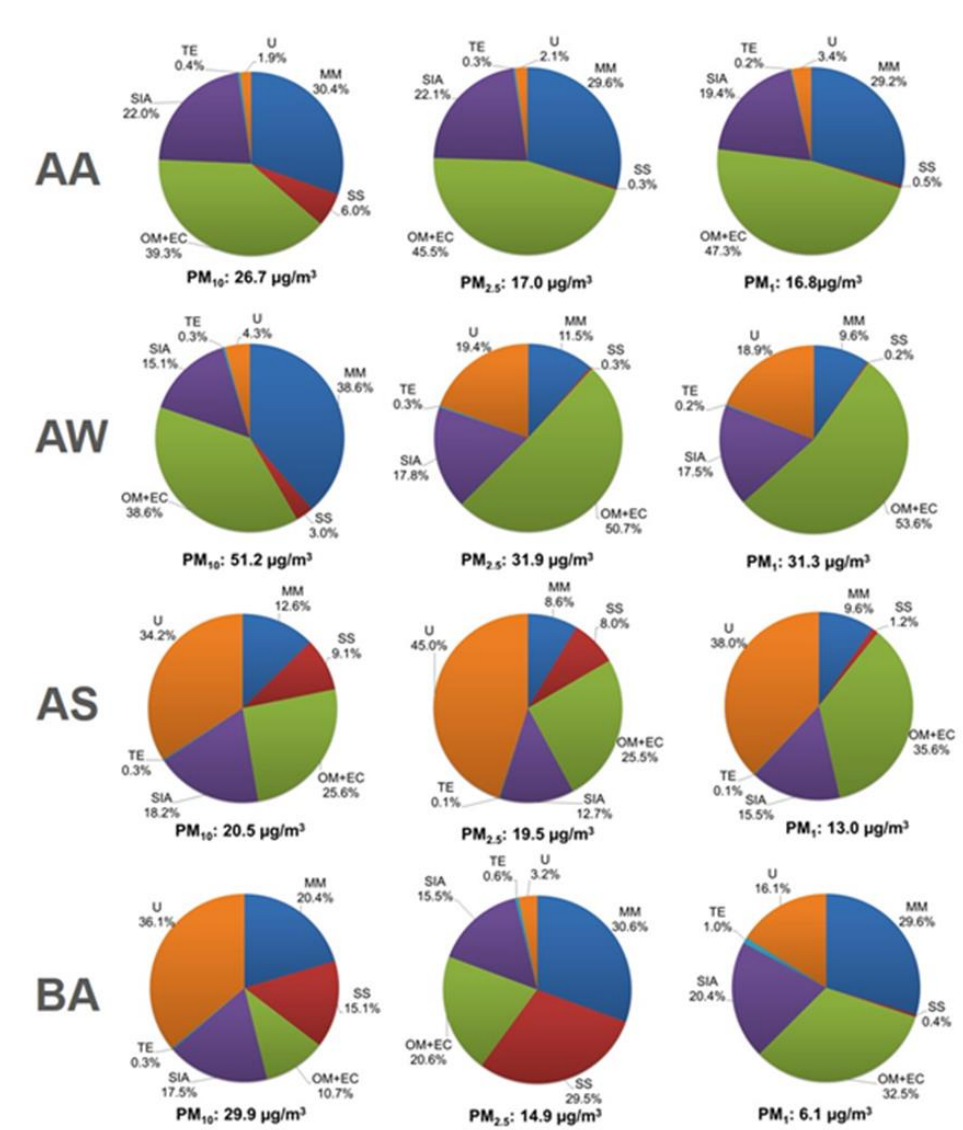 AA
TE
0.4%
U
1.9%
MM
30.4%
SIA
22.0%
SS
6.0%
OM+EC
39.3%
PM₁₀: 26.7 µg/m³
TE
0.3%
U
2.1%
MM
29.6%
SIA
22.1%
SS
0.3%
OM+EC
45.5%
PM₂.₅: 17.0 µg/m³
TE
0.2%
U
3.4%
MM
29.2%
SIA
19.4%
SS
0.5%
OM+EC
47.3%
PM₁: 16.8µg/m³
AW
TE
0.3%
U
4.3%
SIA
15.1%
MM
38.6%
OM+EC
38.6%
SS
3.0%
PM₁₀: 51.2 µg/m³
U
19.4%
MM
11.5%
SS
0.3%
TE
0.3%
SIA
17.8%
OM+EC
50.7%
PM₂.₅: 31.9 µg/m³
U
18.9%
MM
9.6%
SS
0.2%
TE
0.2%
SIA
17.5%
OM+EC
53.6%
PM₁: 31.3 µg/m³
AS
U
34.2%
MM
12.6%
SS
9.1%
TE
0.3%
SIA
18.2%
OM+EC
25.6%
PM₁₀: 20.5 µg/m³
U
45.0%
MM
8.6%
SS
8.0%
OM+EC
25.5%
TE
0.1%
SIA
12.7%
PM₂.₅: 19.5 µg/m³
U
38.0%
MM
9.6%
SS
1.2%
OM+EC
35.6%
TE
0.1%
SIA
15.5%
PM₁: 13.0 µg/m³
BA
U
36.1%
MM
20.4%
SS
15.1%
TE
0.3%
SIA
17.5%
OM+EC
10.7%
PM₁₀: 29.9 µg/m³
TE
0.6%
U
3.2%
SIA
15.5%
MM
30.6%
OM+EC
20.6%
SS
29.5%
PM₂.₅: 14.9 µg/m³
U
16.1%
TE
1.0%
MM
29.6%
SIA
20.4%
SS
0.4%
OM+EC
32.5%
PM₁: 6.1 µg/m³